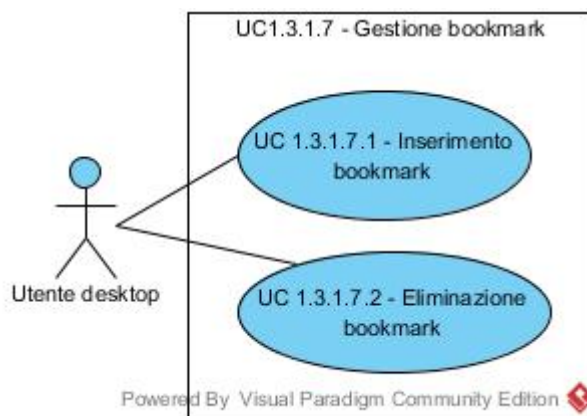 UC1.3.1.7 - Gestione bookmark
UC 1.3.1.7.1 - Inserimento
bookmark
Utente desktop
UC 1.3.1.7.2 - Eliminazione
bookmark
Powered By Visual Paradigm Community Edition